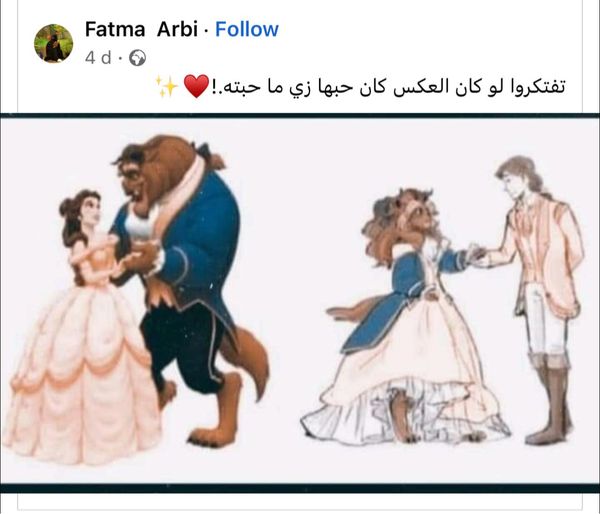 Fatma Arbi · Follow
4 d ·
تفتكروا لو كان العكس كان حبها زي ما حبته.!♥️✨